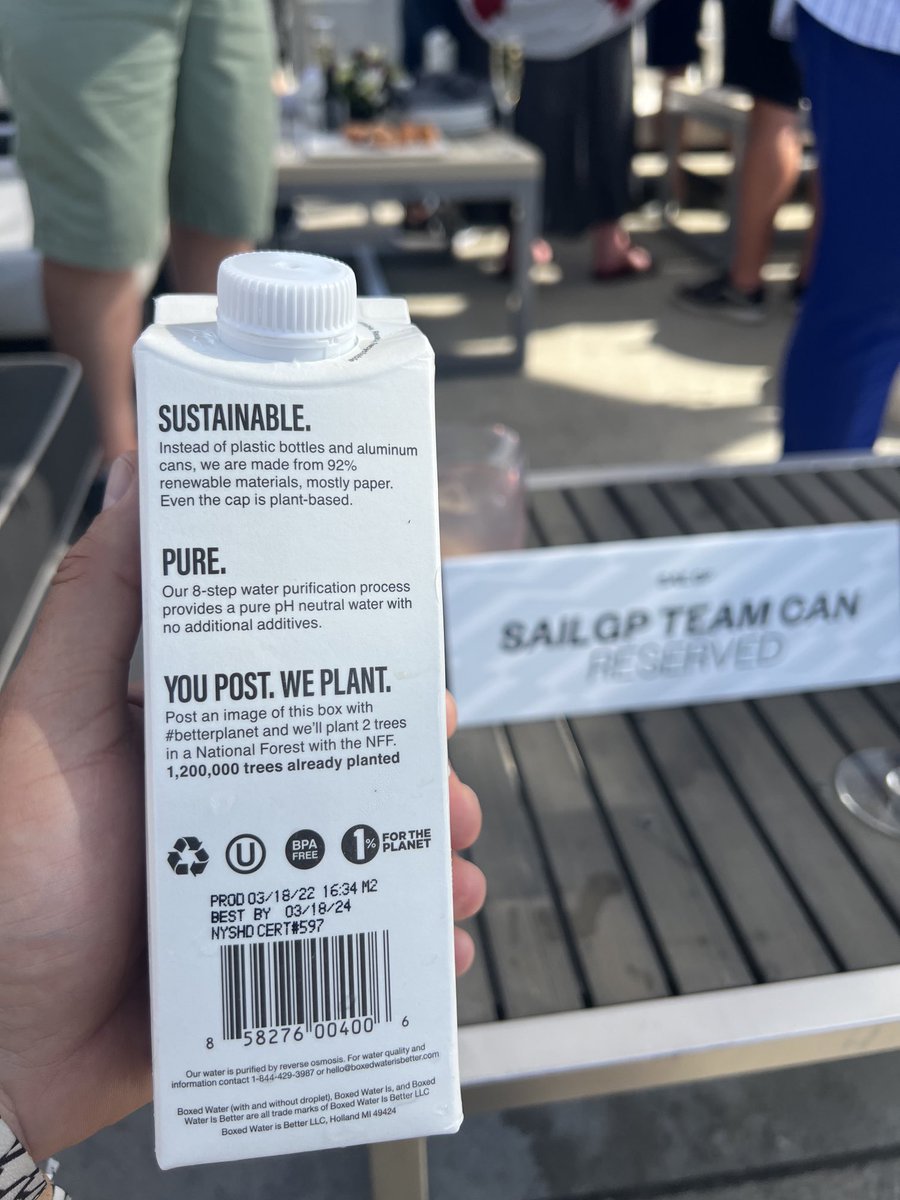 SUSTAINABLE.
Instead of plastic bottles and aluminum
cans, we are made from 92%
renewable materials, mostly paper.
Even the cap is plant-based.
PURE.
Our 8-step water purification process
provides a pure pH neutral water with
no additional additives.
YOU POST. WE PLANT.
Post an image of this box with
#betterplanet and we'll plant 2 trees
in a National Forest with the NFF.
1,200,000 trees already planted
U
BPA
FREE
1%
FOR THE
PLANET
PROD 03/18/22 16:34 M2
BEST BY 03/18/24
NYSHD CERT#597
8 58276 00400 6
Our water is purified by reverse osmosis. For water quality and
information contact 1-844-429-3987 or hello@boxedwaterisbetter.com
Boxed Water (with and without droplet), Boxed Water Is, and Boxed
Water Is Better are all trade marks of Boxed Water Is Better LLC
Boxed Water is Better LLC, Holland MI 49424
SAILGP
SAILGP TEAM CAN
RESERVED